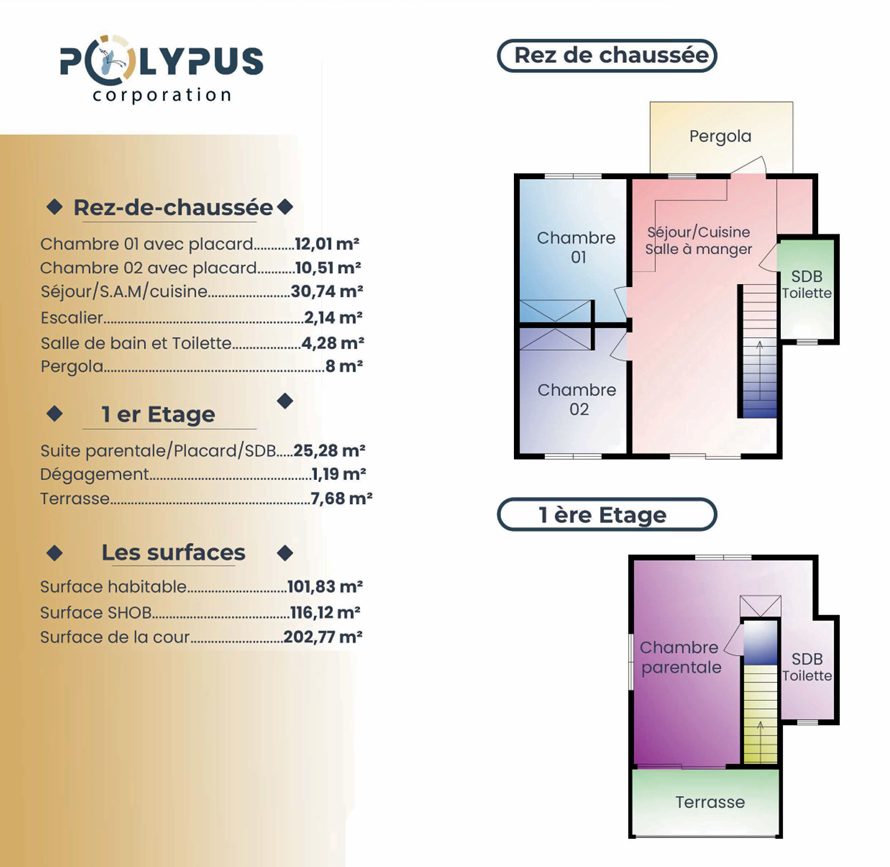 POLYPUS
corporation
Rez-de-chaussée
Chambre 01 avec placard............12,01 m²
Chambre 02 avec placard...........10,51 m²
Séjour/S.A.M/cuisine........................30,74 m²
Escalier..........................................................2,14 m²
Salle de bain et Toilette....................4,28 m²
Pergola................................................................8 m²
1 er Etage
Suite parentale/Placard/SDB.....25,28 m²
Dégagement...............................................1,19 m²
Terrasse..........................................................7,68 m²
Les surfaces
Surface habitable.............................101,83 m²
Surface SHOB........................................116,12 m²
Surface de la cour...........................202,77 m²
Rez de chaussée
Pergola
Chambre
01
Séjour/Cuisine
Salle à manger
SDB
Toilette
Chambre
02
1 ère Etage
Chambre
parentale
SDB
Toilette
Terrasse